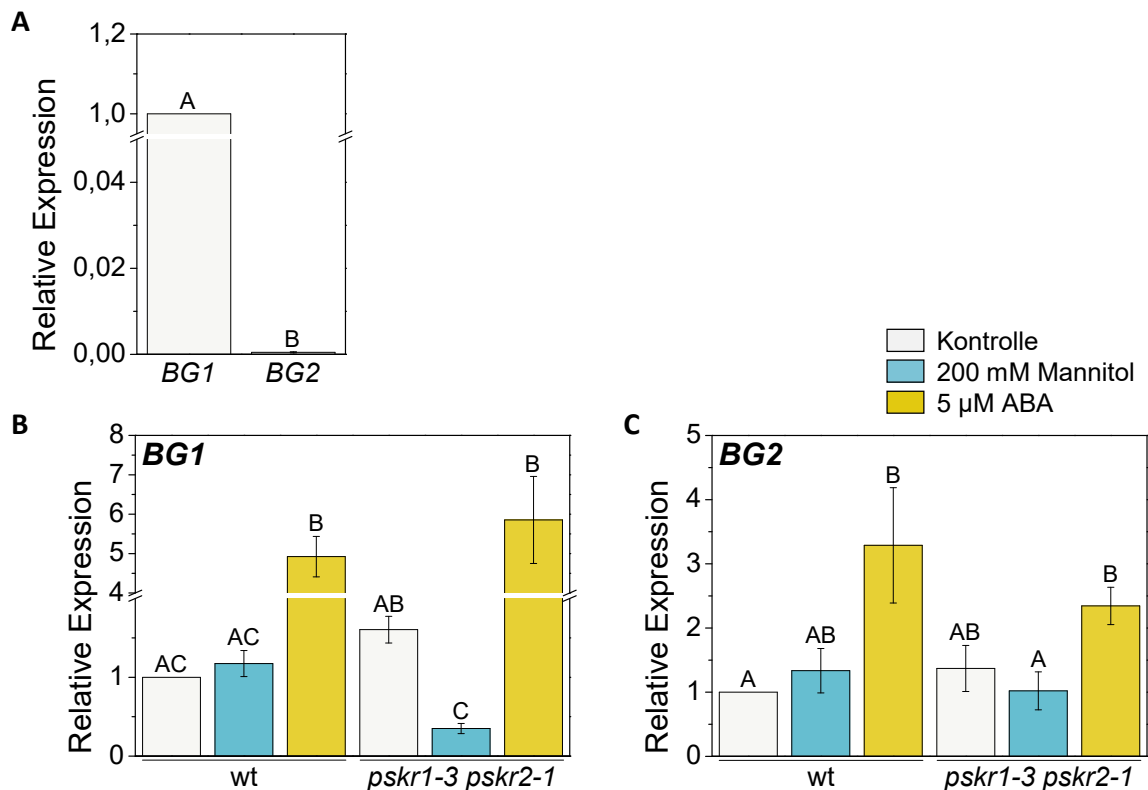 A
Relative Expression
1,2
1,0
0,04
0,02
0,00
A
B
BG1 BG2
Kontrolle
200 mM Mannitol
5 µM ABA
B
BG1
Relative Expression
8
7
6
5
4
1
0
AC
AC
B
AB
C
B
wt pskr1-3 pskr2-1
C
BG2
Relative Expression
5
4
3
2
1
0
A
AB
B
AB
A
B
wt pskr1-3 pskr2-1